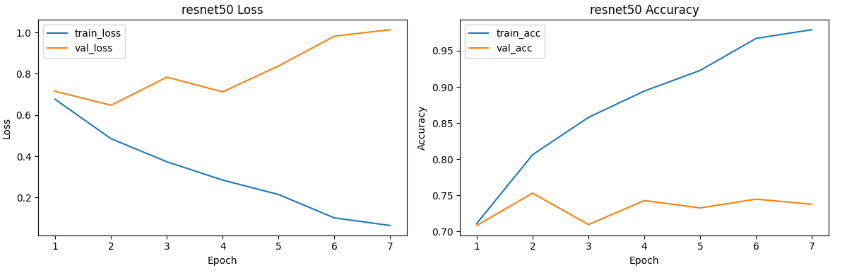 resnet50 Loss
train_loss
val_loss
1.0
0.8
0.6
0.4
0.2
Loss
1 2 3 4 5 6 7
Epoch
resnet50 Accuracy
train_acc
val_acc
0.95
0.90
0.85
0.80
0.75
0.70
Accuracy
1 2 3 4 5 6 7
Epoch